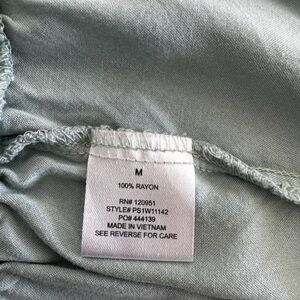 M
100% RAYON
RN# 120951
STYLE# PS1W11142
PO# 444139
MADE IN VIETNAM
SEE REVERSE FOR CARE